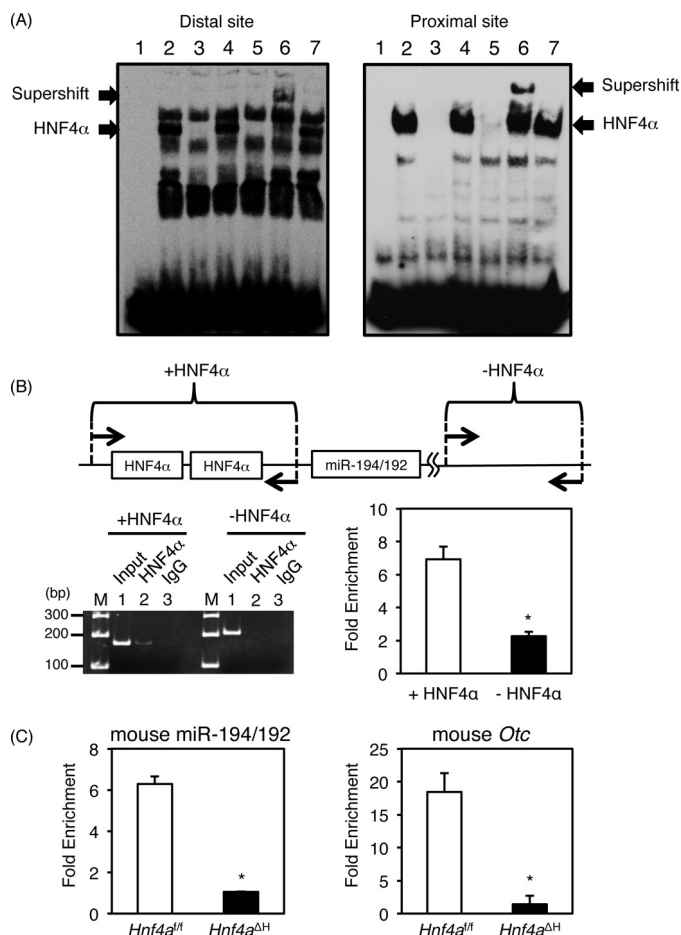 (A)
Distal site
Proximal site
1 2 3 4 5 6 7
1 2 3 4 5 6 7
Supershift
HNF4α
Supershift
HNF4α
(B)
+HNF4α
-HNF4α
HNF4α
HNF4α
miR-194/192
+HNF4α
-HNF4α
Input
HNF4α
IgG
Input
HNF4α
IgG
(bp)
M 1 2 3
M 1 2 3
300
200
100
Fold Enrichment
10
8
6
4
2
0
*
+ HNF4α
- HNF4α
(C)
mouse miR-194/192
Fold Enrichment
8
6
4
2
0
*
Hnf4a^f/f
Hnf4a^ΔH
mouse Otc
Fold Enrichment
25
20
15
10
5
0
*
Hnf4a^f/f
Hnf4a^ΔH